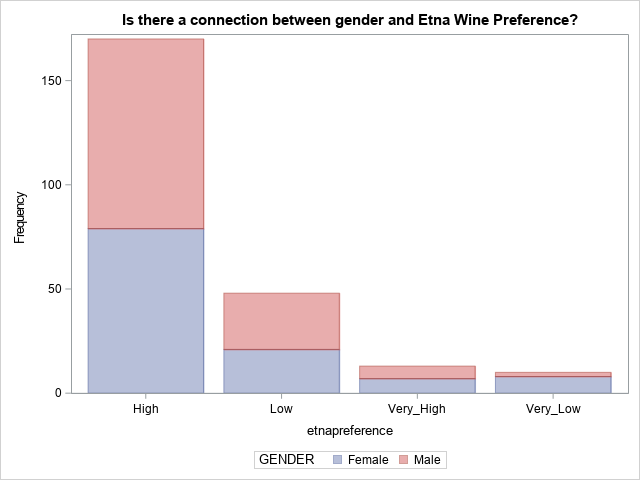 Is there a connection between gender and Etna Wine Preference?
Frequency
150
100
50
0
High Low Very_High Very_Low
etnapreference
GENDER Female Male